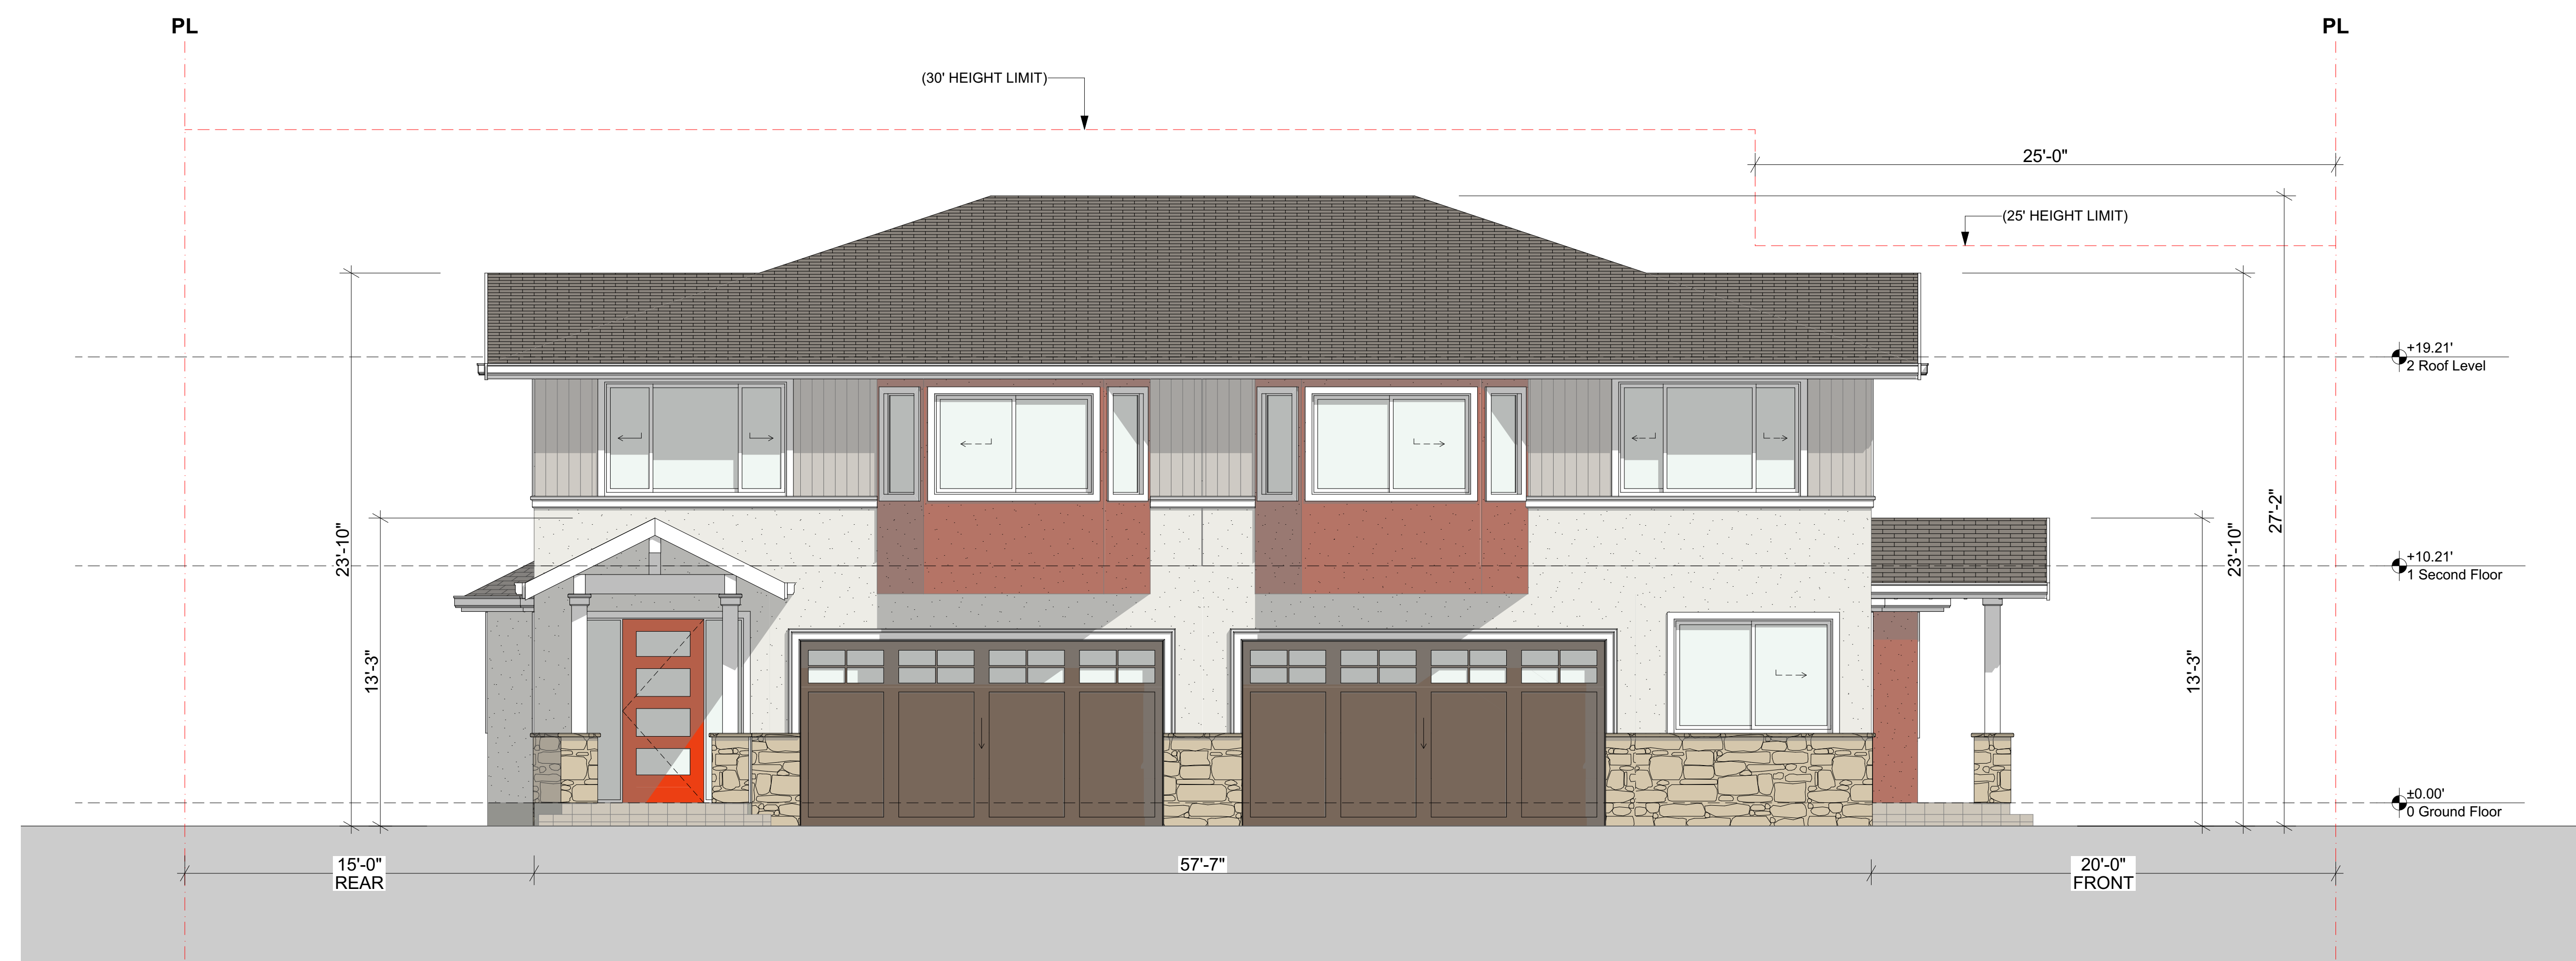 PL
PL
(30' HEIGHT LIMIT)
25'-0"
(25' HEIGHT LIMIT)
+19.21'
2 Roof Level
23'-10"
13'-3"
27'-2"
23'-10"
13'-3"
+10.21'
1 Second Floor
±0.00'
0 Ground Floor
15'-0"
REAR
57'-7"
20'-0"
FRONT